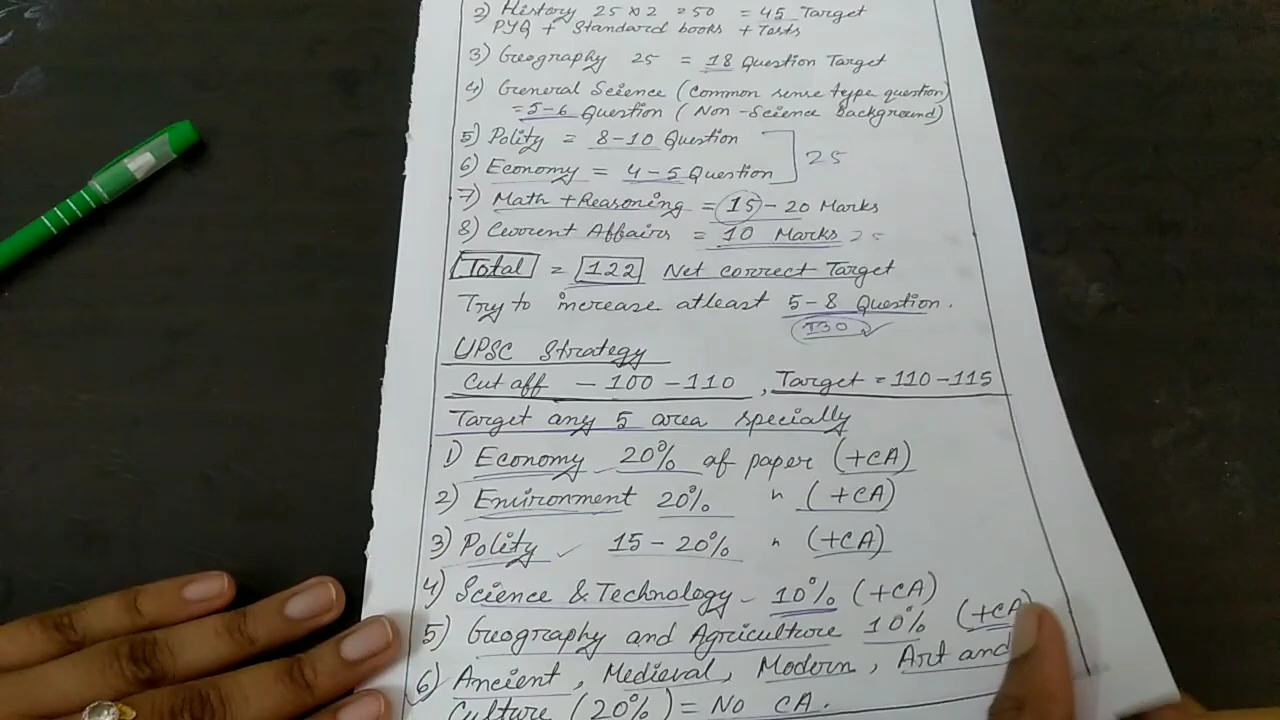 2) History 25 × 2 = 50 = 45 Target
PYQ + Standard books + Tests
3) Geography 25 = 18 Question Target
4) General Science (Common sense type question)
= 5-6 Question (Non-Science background)
5) Polity = 8-10 Question
6) Economy = 4-5 Question
25
7) Math + Reasoning = 15 - 20 Marks
8) Current Affairs = 10 Marks 25
Total = 122 Net correct Target
Try to increase atleast 5-8 Question.
130 ✓
UPSC Strategy
Cut off - 100 - 110 , Target = 110-115
Target any 5 area specially
1) Economy - 20% of paper (+CA)
2) Environment 20% " (+CA)
3) Polity ✓ 15 - 20% " (+CA)
4) Science & Technology - 10% (+CA)
5) Geography and Agriculture 10% (+CA)
6) Ancient, Medieval, Modern, Art and
Culture (20%) = No CA.